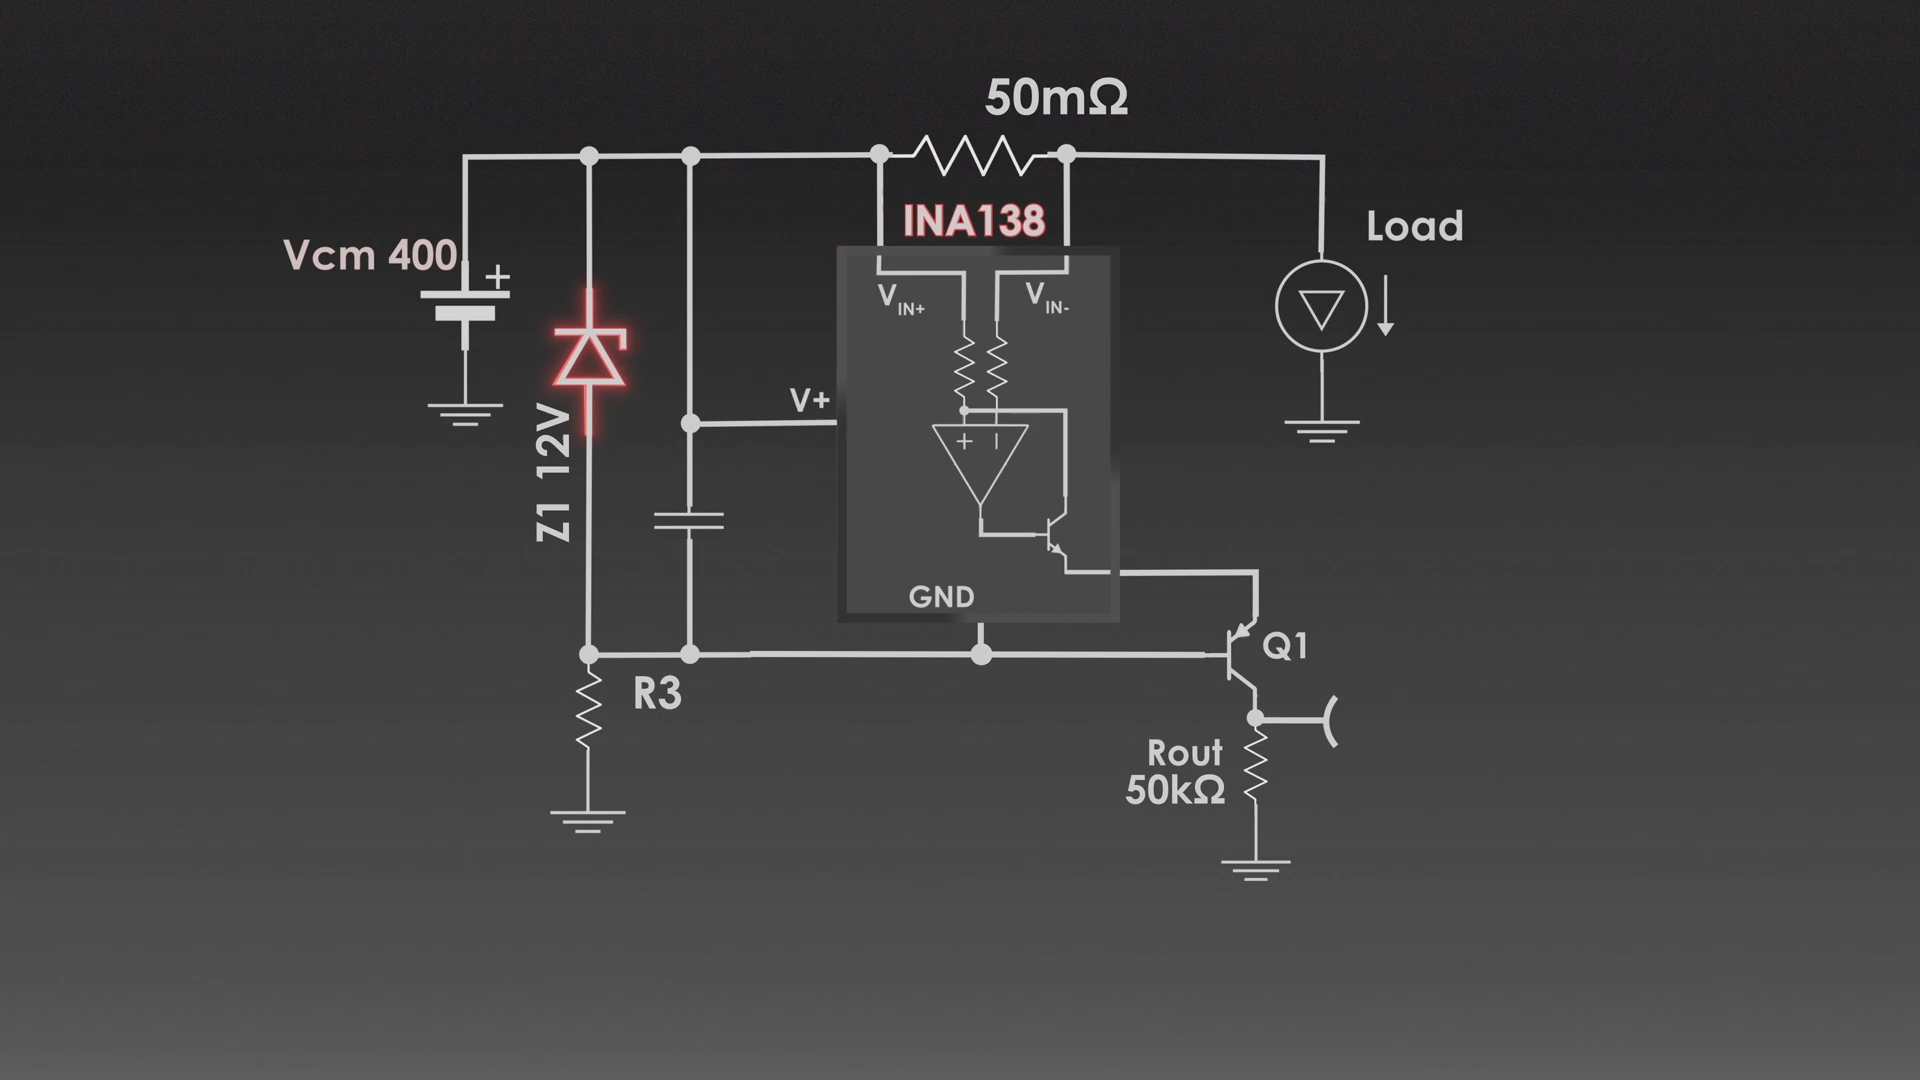 50mΩ
INA138
Vcm 400
+
Load
VIN+
VIN-
V+
Z1 12V
+ -
GND
Q1
R3
Rout
50kΩ